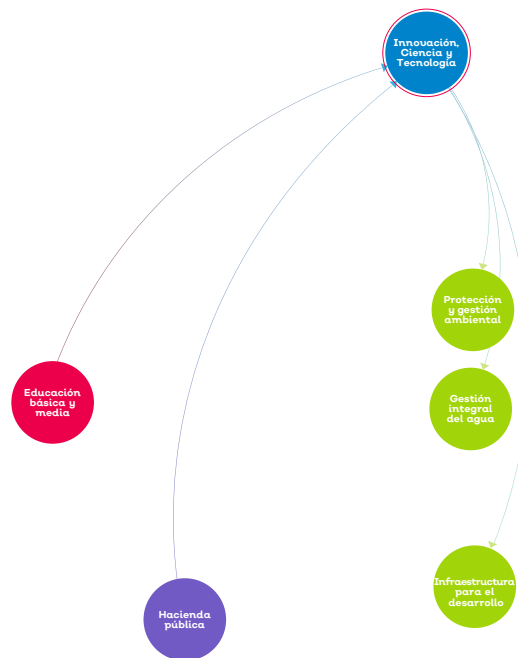 Innovación,
Ciencia y
Tecnología
Protección
y gestión
ambiental
Educación
básica y
media
Gestión
integral
del agua
Infraestructura
para el
desarrollo
Hacienda
pública